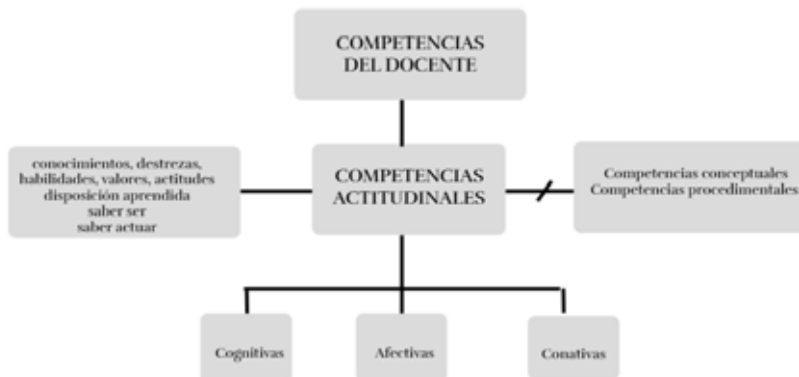 COMPETENCIAS
DEL DOCENTE
conocimientos, destrezas,
habilidades, valores, actitudes
disposición aprendida
saber ser
saber actuar
COMPETENCIAS
ACTITUDINALES
Competencias conceptuales
Competencias procedimentales
Cognitivas
Afectivas
Conativas